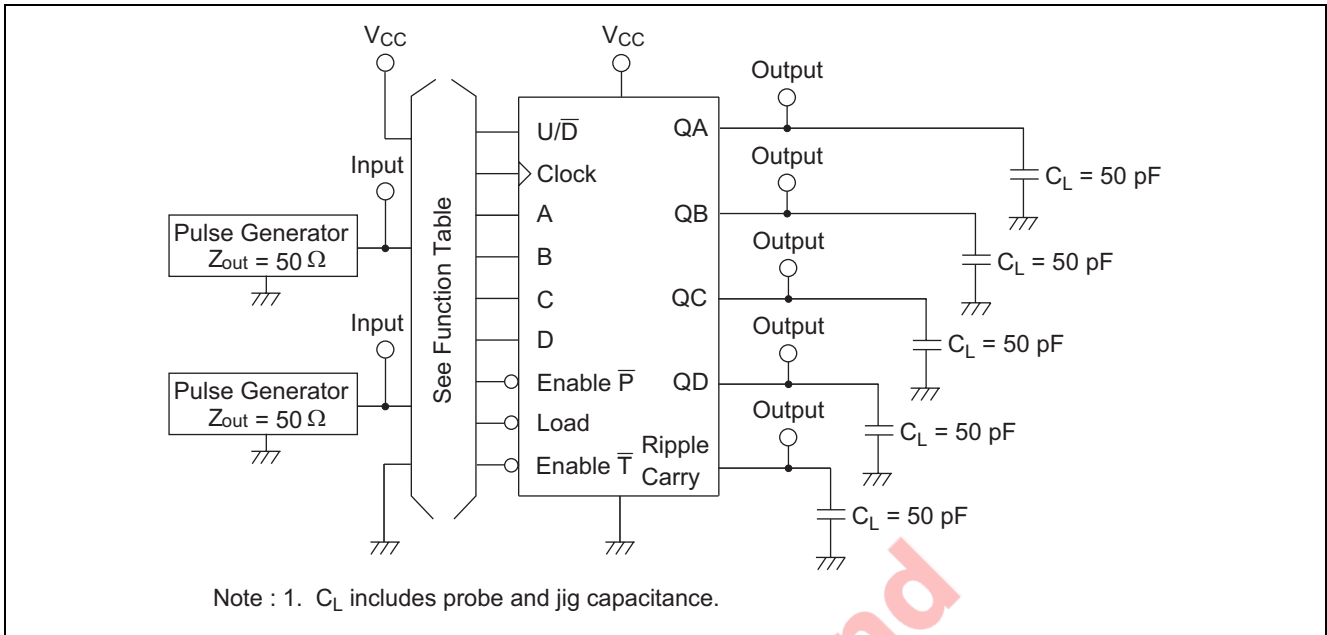 VCC
VCC
Output
U/D̅
QA
Input
Clock
Output
CL = 50 pF
Pulse Generator
Zout = 50 Ω
See Function Table
A
QB
B
Output
CL = 50 pF
C
QC
Input
D
Output
CL = 50 pF
Pulse Generator
Zout = 50 Ω
Enable P̅
QD
Output
Load
CL = 50 pF
Enable T̅
Ripple
Carry
CL = 50 pF
Note : 1. CL includes probe and jig capacitance.